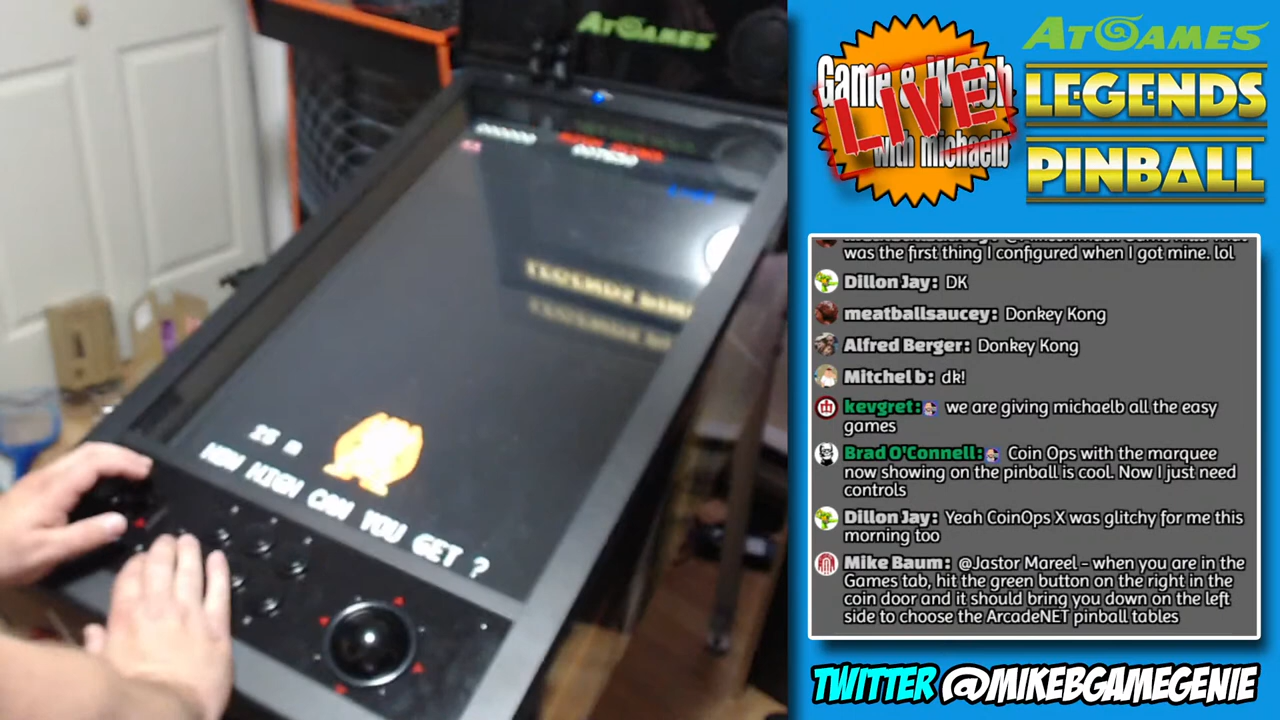 ATGAMES
000000
007650
25 m
HOW HIGH CAN YOU GET ?
Game & Watch
LIVE
with michaelb
ATGAMES
LEGENDS
PINBALL
was the first thing I configured when I got mine. lol
Dillon Jay: DK
meatballsaucey: Donkey Kong
Alfred Berger: Donkey Kong
Mitchel b: dk!
kevgret: we are giving michaelb all the easy
games
Brad O'Connell: Coin Ops with the marquee
now showing on the pinball is cool. Now I just need
controls
Dillon Jay: Yeah CoinOps X was glitchy for me this
morning too
Mike Baum: @Jastor Mareel - when you are in the
Games tab, hit the green button on the right in the
coin door and it should bring you down on the left
side to choose the ArcadeNET pinball tables
TWITTER @MIKEBGAMEGENIE